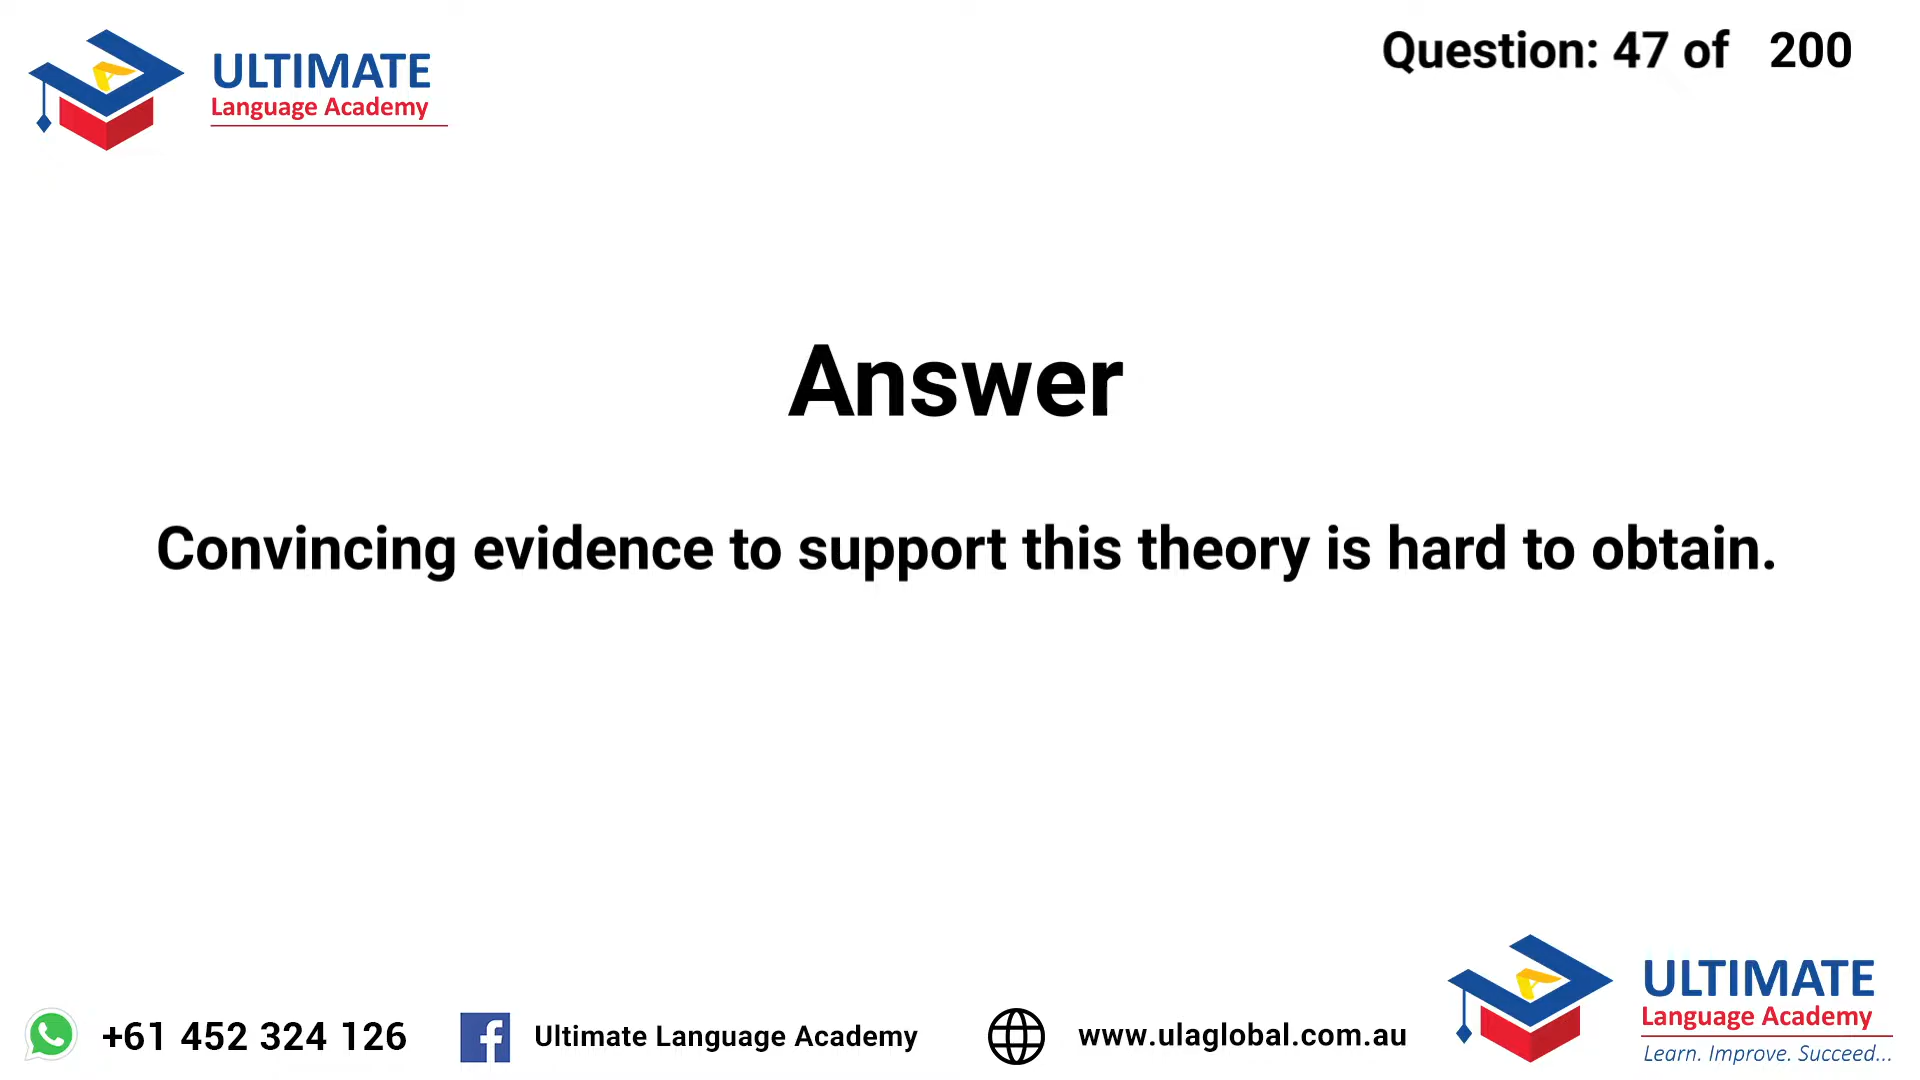 ULTIMATE
Language Academy
Question: 47 of 200
Answer
Convincing evidence to support this theory is hard to obtain.
+61 452 324 126
Ultimate Language Academy
www.ulaglobal.com.au
ULTIMATE
Language Academy
Learn. Improve. Succeed...